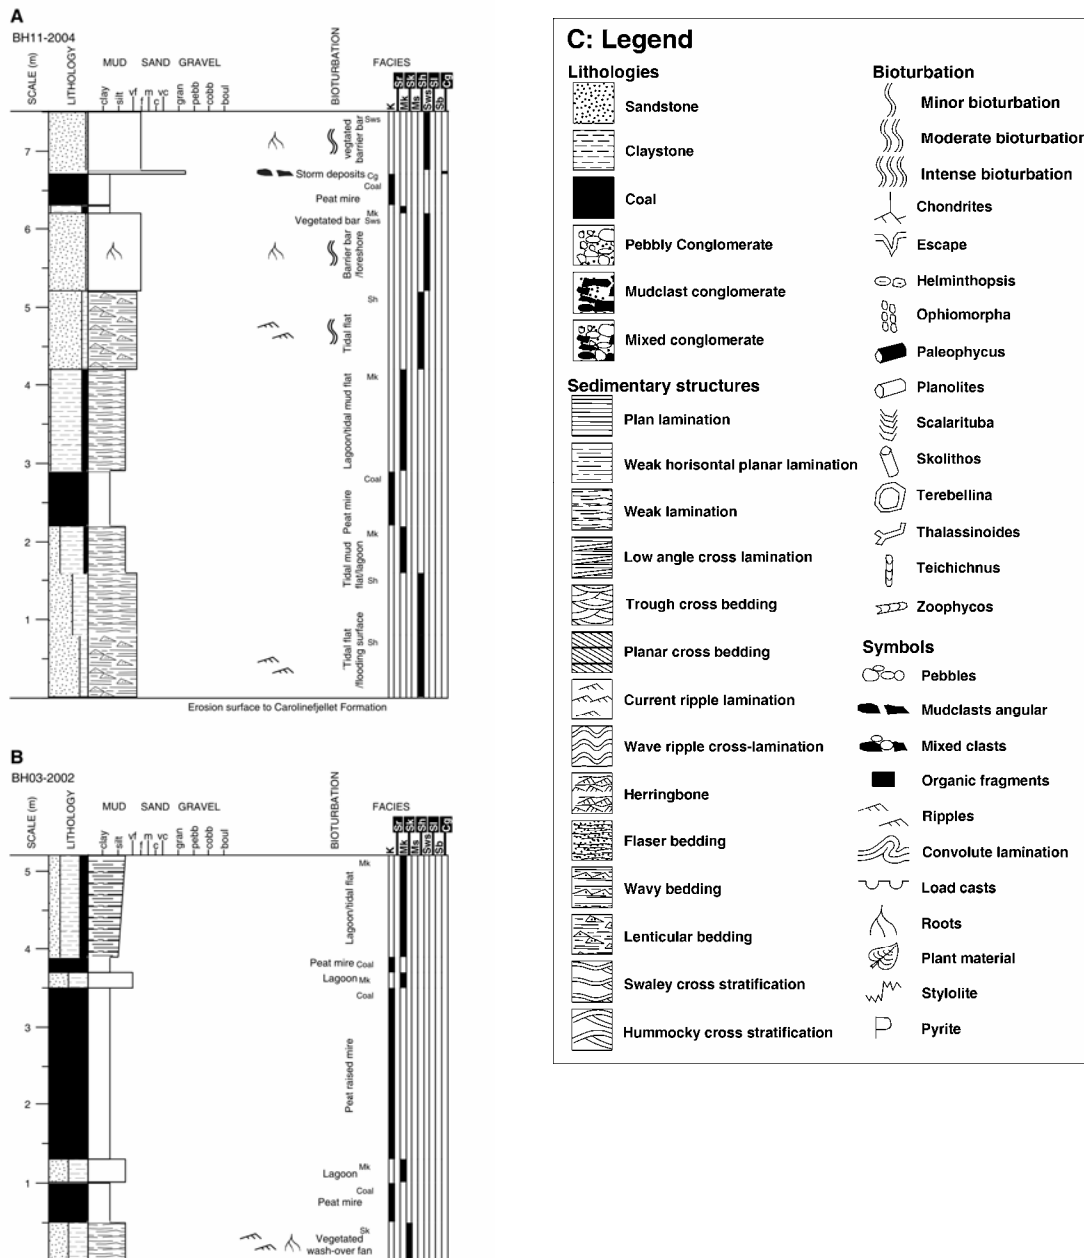 A
BH11-2004
SCALE (m)
LITHOLOGY
MUD SAND GRAVEL
clay
silt
vf
f
m
c
vc
gran
pebb
cobb
boul
BIOTURBATION
FACIES
K
Sr
Mk
Sk
Ms
Sh
Sws
Sl
Sb
Cg
7
6
5
4
3
2
1
vegtated
barrier bar
Sws
Storm deposits Cg
Coal
Peat mire
Mk
Vegetated bar Sws
Barrier bar
/foreshore
Sh
Tidal flat
Mk
Lagoon/tidal mud flat
Coal
Peat mire
Mk
Tidal mud
flat/lagoon
Sh
Sh
Tidal flat
/flooding surface
Erosion surface to Carolinefjellet Formation
B
BH03-2002
SCALE (m)
LITHOLOGY
MUD SAND GRAVEL
clay
silt
vf
f
m
c
vc
gran
pebb
cobb
boul
BIOTURBATION
FACIES
K
Sr
Mk
Sk
Ms
Sh
Sws
Sl
Sb
Cg
5
4
3
2
1
Mk
Lagoon/tidal flat
Peat mire Coal
Lagoon Mk
Coal
Peat raised mire
Lagoon Mk
Coal
Peat mire
Sk
Vegetated
wash-over fan
C: Legend
Lithologies
Sandstone
Claystone
Coal
Pebbly Conglomerate
Mudclast conglomerate
Mixed conglomerate
Sedimentary structures
Plan lamination
Weak horisontal planar lamination
Weak lamination
Low angle cross lamination
Trough cross bedding
Planar cross bedding
Current ripple lamination
Wave ripple cross-lamination
Herringbone
Flaser bedding
Wavy bedding
Lenticular bedding
Swaley cross stratification
Hummocky cross stratification
Bioturbation
Minor bioturbation
Moderate bioturbation
Intense bioturbation
Chondrites
Escape
Helminthopsis
Ophiomorpha
Paleophycus
Planolites
Scalarituba
Skolithos
Terebellina
Thalassinoides
Teichichnus
Zoophycos
Symbols
Pebbles
Mudclasts angular
Mixed clasts
Organic fragments
Ripples
Convolute lamination
Load casts
Roots
Plant material
Stylolite
Pyrite